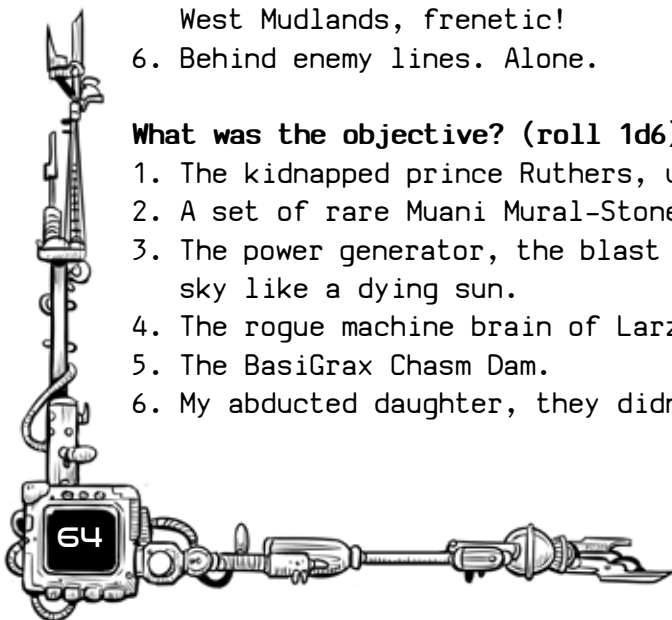 West Mudlands, frenetic!
6. Behind enemy lines. Alone.
What was the objective? (roll 1d6)
1. The kidnapped prince Ruthers,
2. A set of rare Muani Mural-Stone
3. The power generator, the blast
sky like a dying sun.
4. The rogue machine brain of Larz
5. The BasiGrax Chasm Dam.
6. My abducted daughter, they didn
64